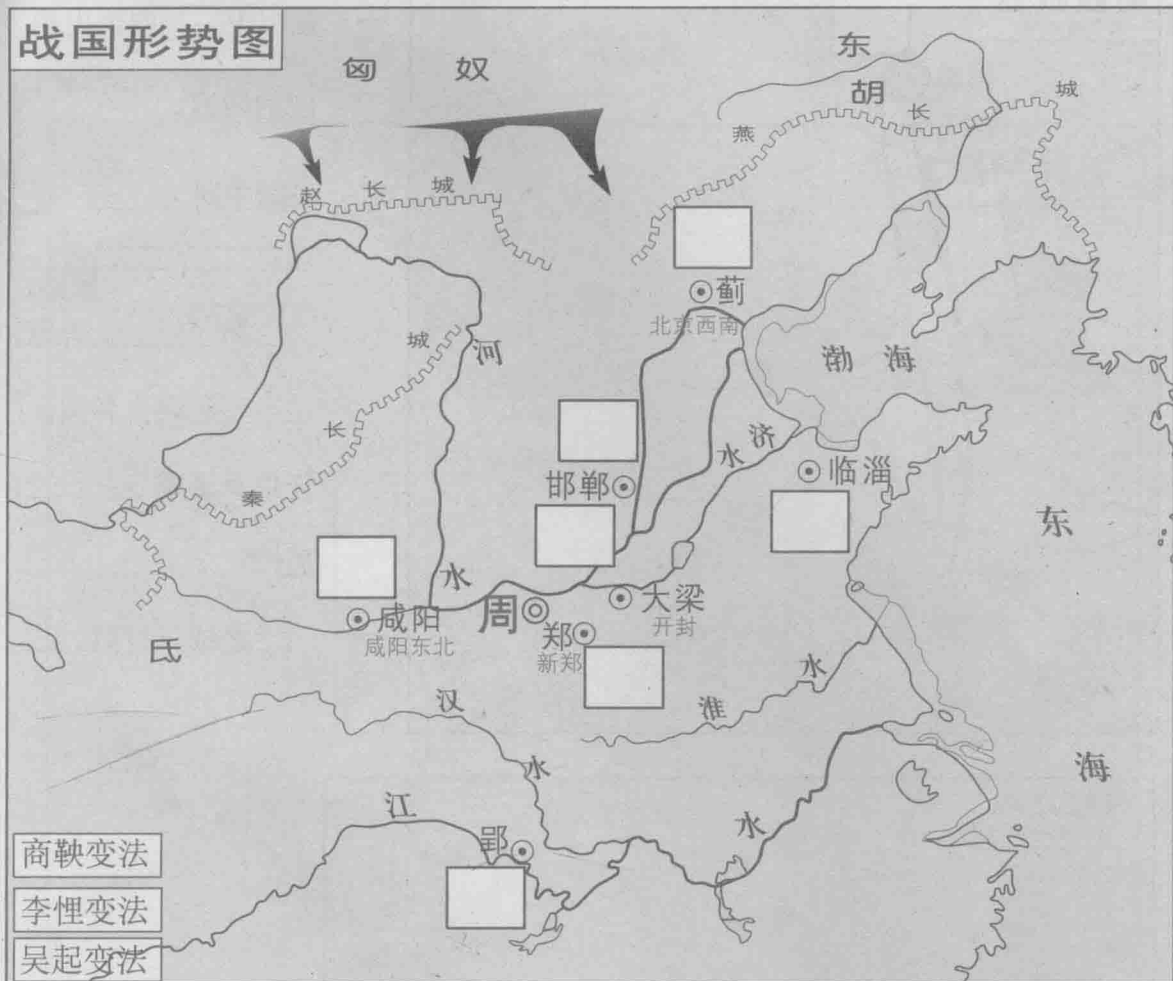 战国形势图
匈奴
东胡
燕长城
赵长城
蓟
北京西南
河水
渤海
秦长城
济水
邯郸
临淄
东海
咸阳
咸阳东北
周
大梁
开封
郑
新郑
氐
汉水
淮水
江水
郢
商鞅变法
李悝变法
吴起变法